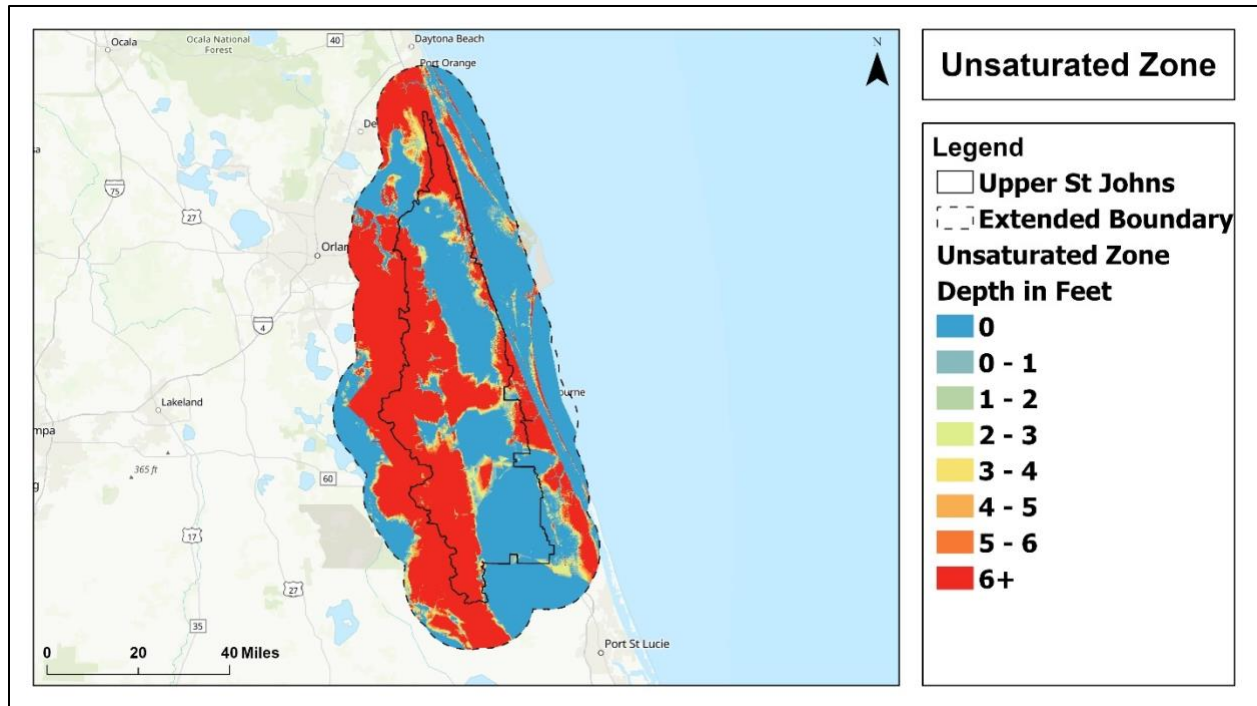 Ocala
Ocala National
Forest
40
Daytona Beach
Port Orange
N
De
75
27
Orla
4
Lakeland
mpa
ourne
365 ft
60
17
27
35
Port St Lucie
0 20 40 Miles
Unsaturated Zone
Legend
Upper St Johns
Extended Boundary
Unsaturated Zone
Depth in Feet
0
0 - 1
1 - 2
2 - 3
3 - 4
4 - 5
5 - 6
6+